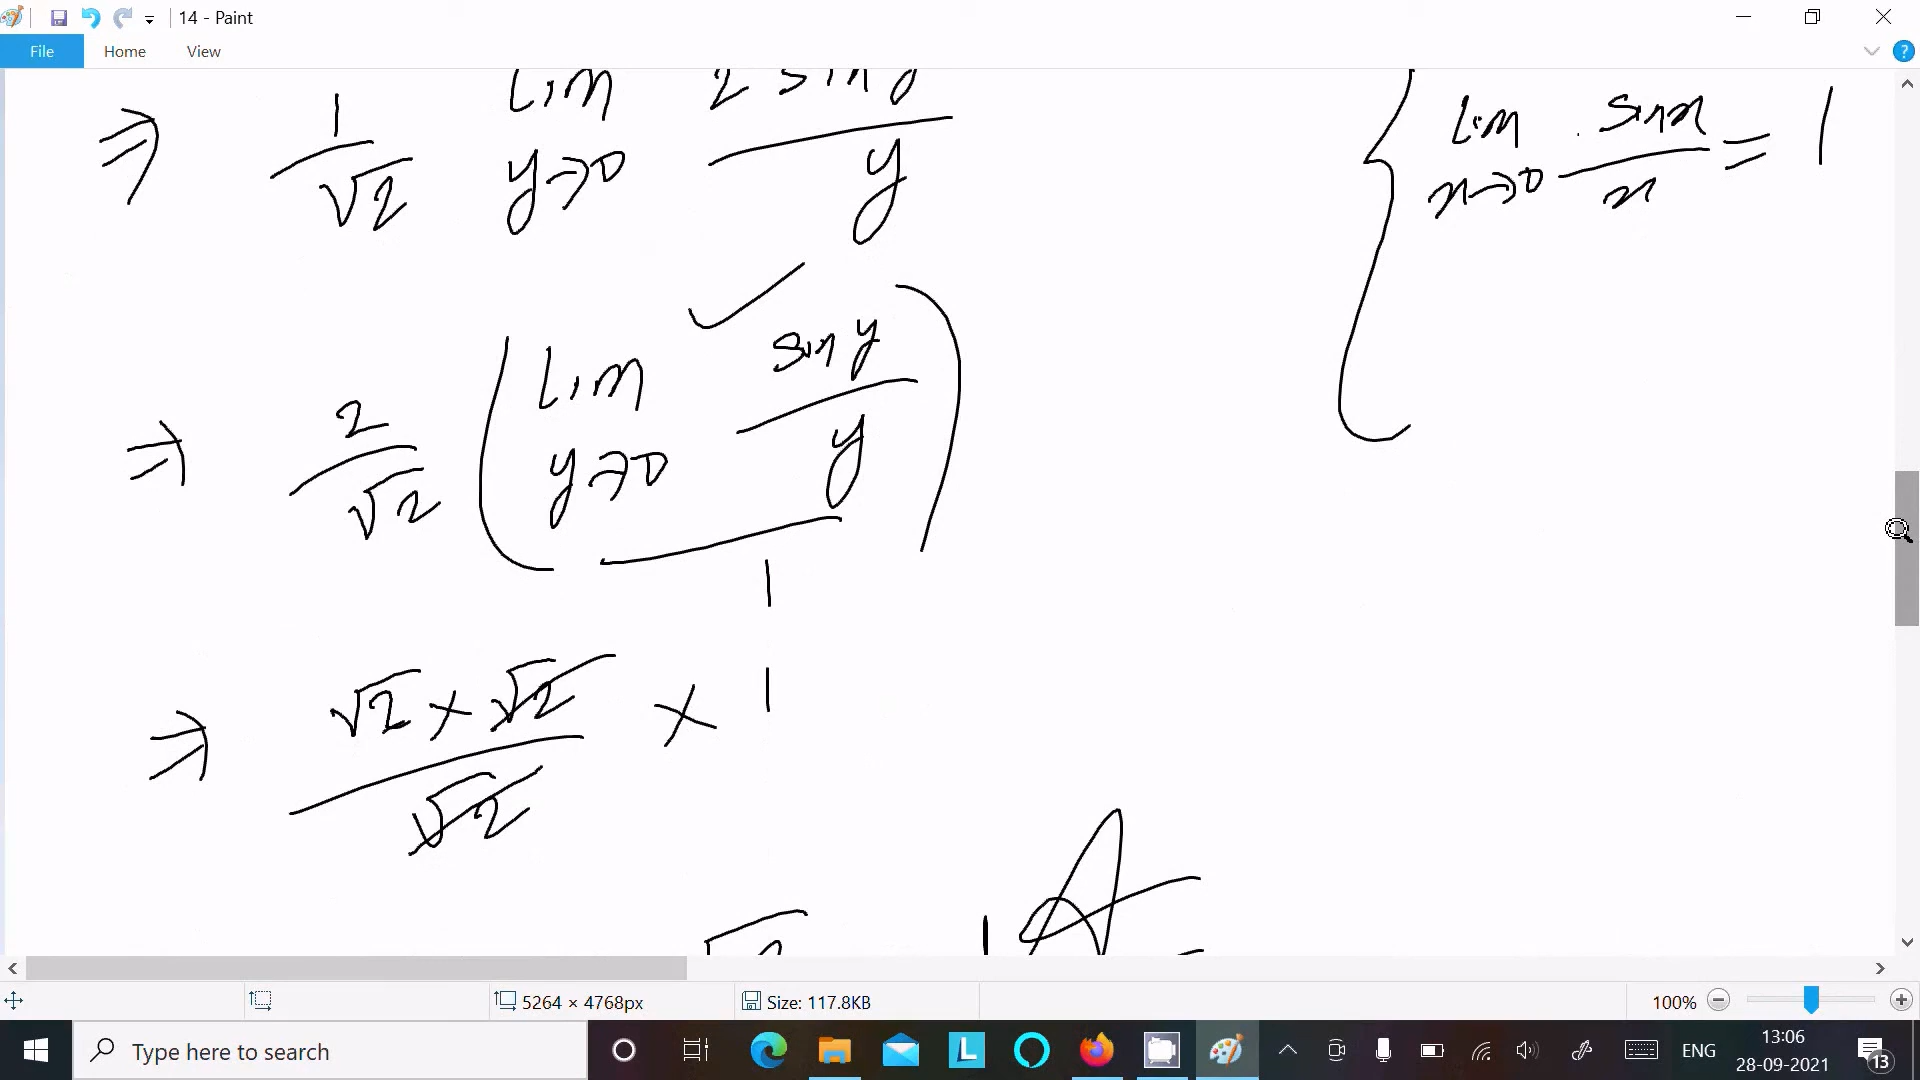 14 - Paint
File Home View
⇒ 1/√2 lim y→0 2 sin y / y
{ lim x→0 sin x / x = 1
⇒ 2/√2 ( lim y→0 sin y / y )
1
⇒ √2 × √2 / √2 × 1
√2
5264 × 4768px Size: 117.8KB 100%
Type here to search
L
ENG
13:06
28-09-2021
13